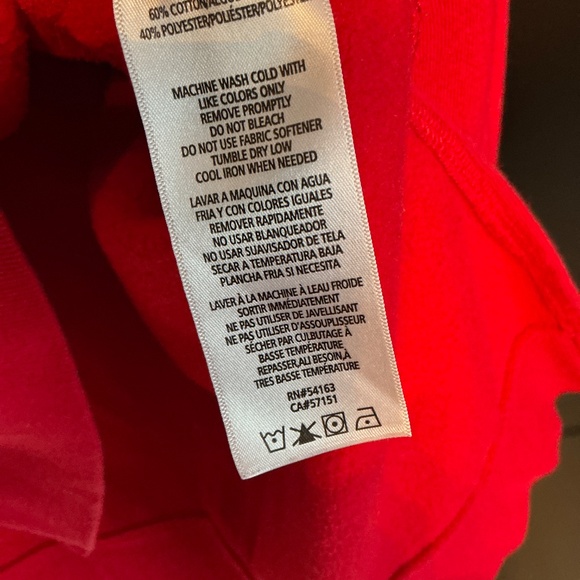 60% COTTON/ALGO
40% POLYESTER/POLIÉSTER/POLYESTER
MACHINE WASH COLD WITH
LIKE COLORS ONLY
REMOVE PROMPTLY
DO NOT BLEACH
DO NOT USE FABRIC SOFTENER
TUMBLE DRY LOW
COOL IRON WHEN NEEDED
LAVAR A MAQUINA CON AGUA
FRIA Y CON COLORES IGUALES
REMOVER RAPIDAMENTE
NO USAR BLANQUEADOR
NO USAR SUAVISADOR DE TELA
SECAR A TEMPERATURA BAJA
PLANCHA FRIA SI NECESITA
LAVER À LA MACHINE À LEAU FROIDE
SORTIR IMMÉDIATEMENT
NE PAS UTILISER DE JAVELLISANT
NE PAS UTILISER D'ASSOUPLISSEUR
SÉCHER PAR CULBUTAGE À
BASSE TEMPÉRATURE
REPASSER,AU BESOIN,À
TRES BASSE TEMPÉRATURE
RN#54163
CA#57151